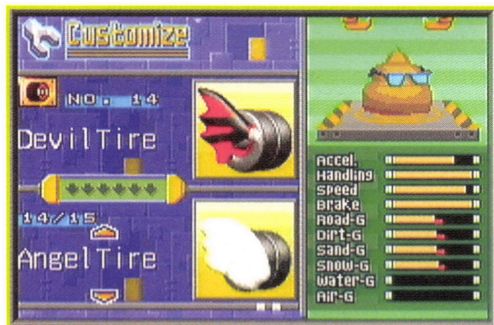 Customize
NO. 14
DevilTire
14/15
AngelTire
Accel.
Handling
Speed
Brake
Road-G
Dirt-G
Sand-G
Snow-G
Water-G
Air-G